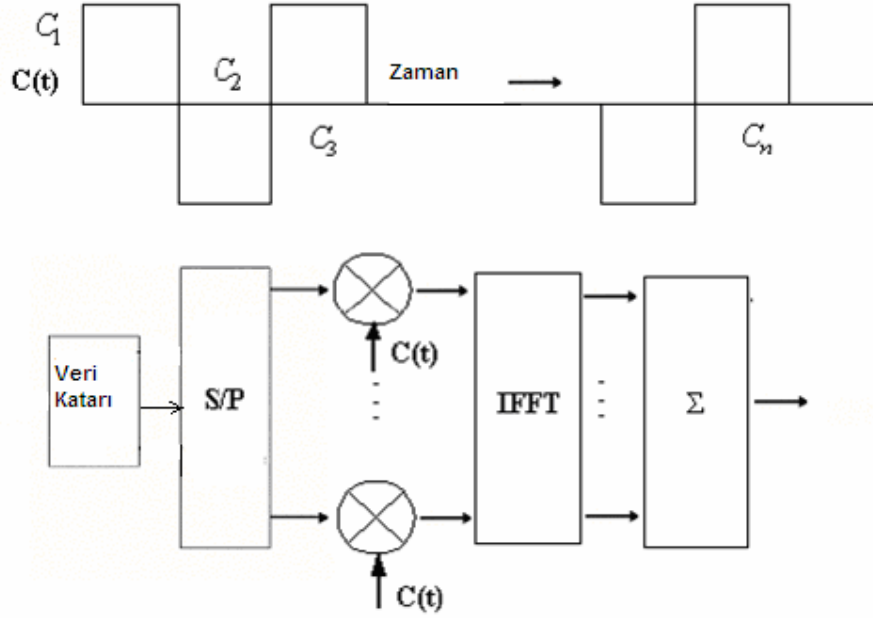 C1
C(t)
C2
Zaman
C3
Cn
Veri
Katarı
S/P
C(t)
IFFT
Σ
C(t)